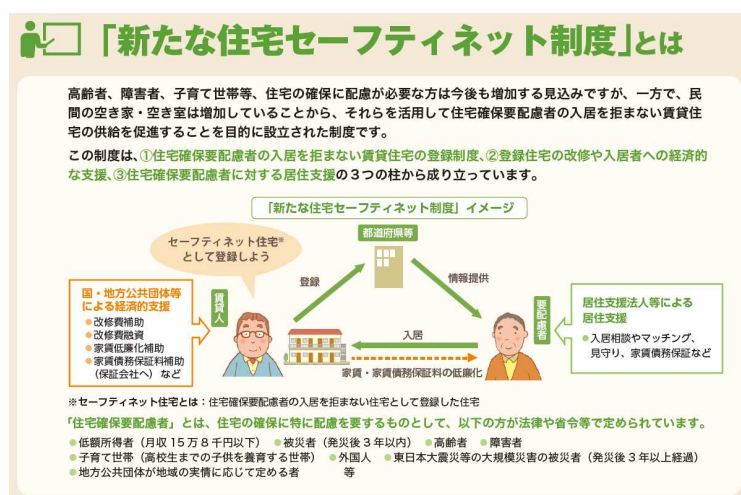 「新たな住宅セーフティネット制度」とは
高齢者、障害者、子育て世帯等、住宅の確保に配慮が必要な方は今後も増加する見込みですが、一方で、民
間の空き家・空き室は増加していることから、それらを活用して住宅確保要配慮者の入居を拒まない賃貸住
宅の供給を促進することを目的に設立された制度です。
この制度は、①住宅確保要配慮者の入居を拒まない賃貸住宅の登録制度、②登録住宅の改修や入居者への経済的
な支援、③住宅確保要配慮者に対する居住支援の3つの柱から成り立っています。
「新たな住宅セーフティネット制度」イメージ
都道府県等
セーフティネット住宅※
として登録しよう
登録
情報提供
国・地方公共団体等
による経済的支援
●改修費補助
●改修費融資
●家賃低廉化補助
●家賃債務保証料補助
（保証会社へ）など
賃貸人
入居
家賃・家賃債務保証料の低廉化
要配慮者
居住支援法人等による
居住支援
●入居相談やマッチング、
見守り、家賃債務保証など
※セーフティネット住宅とは：住宅確保要配慮者の入居を拒まない住宅として登録した住宅
「住宅確保要配慮者」とは、住宅の確保に特に配慮を要するものとして、以下の方が法律や省令等で定められています。
●低額所得者（月収15万8千円以下） ●被災者（発災後3年以内） ●高齢者 ●障害者
●子育て世帯（高校生までの子供を養育する世帯） ●外国人 ●東日本大震災等の大規模災害の被災者（発災後3年以上経過）
●地方公共団体が地域の実情に応じて定める者 等